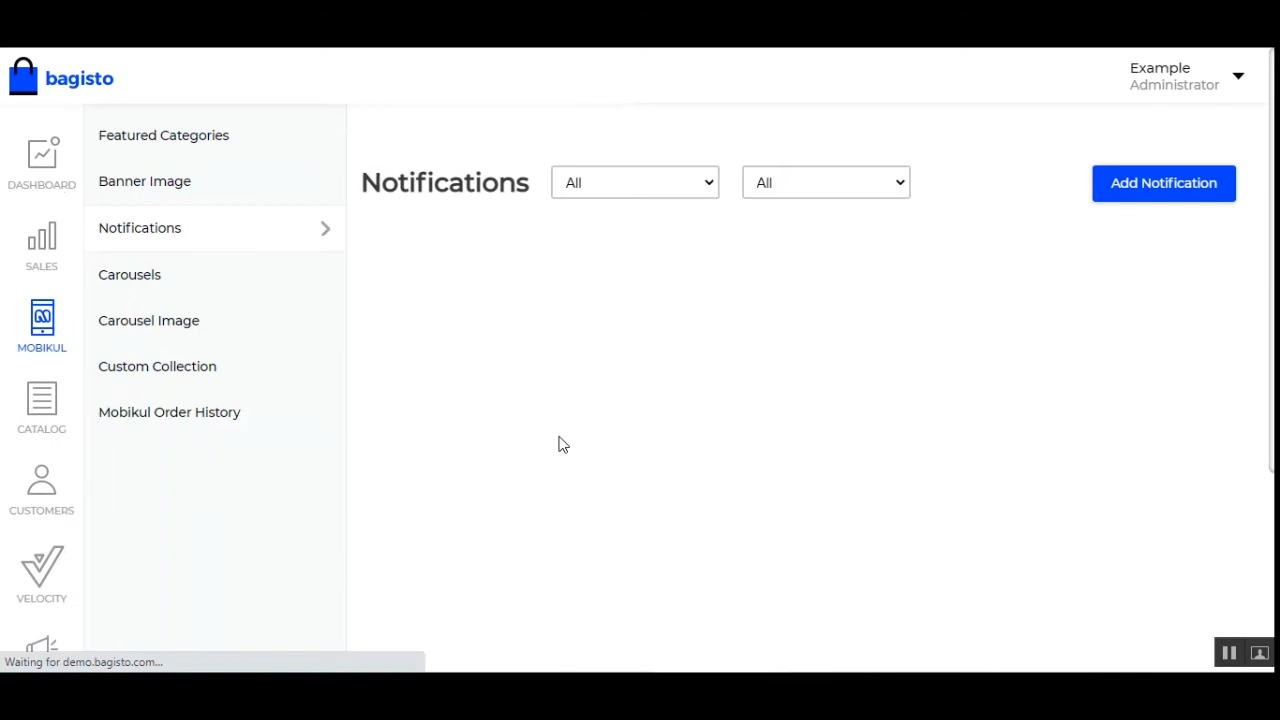 bagisto
Example
Administrator
DASHBOARD
SALES
MOBIKUL
CATALOG
CUSTOMERS
VELOCITY
Featured Categories
Banner Image
Notifications
Carousels
Carousel Image
Custom Collection
Mobikul Order History
Notifications
All
All
Add Notification
Waiting for demo.bagisto.com...